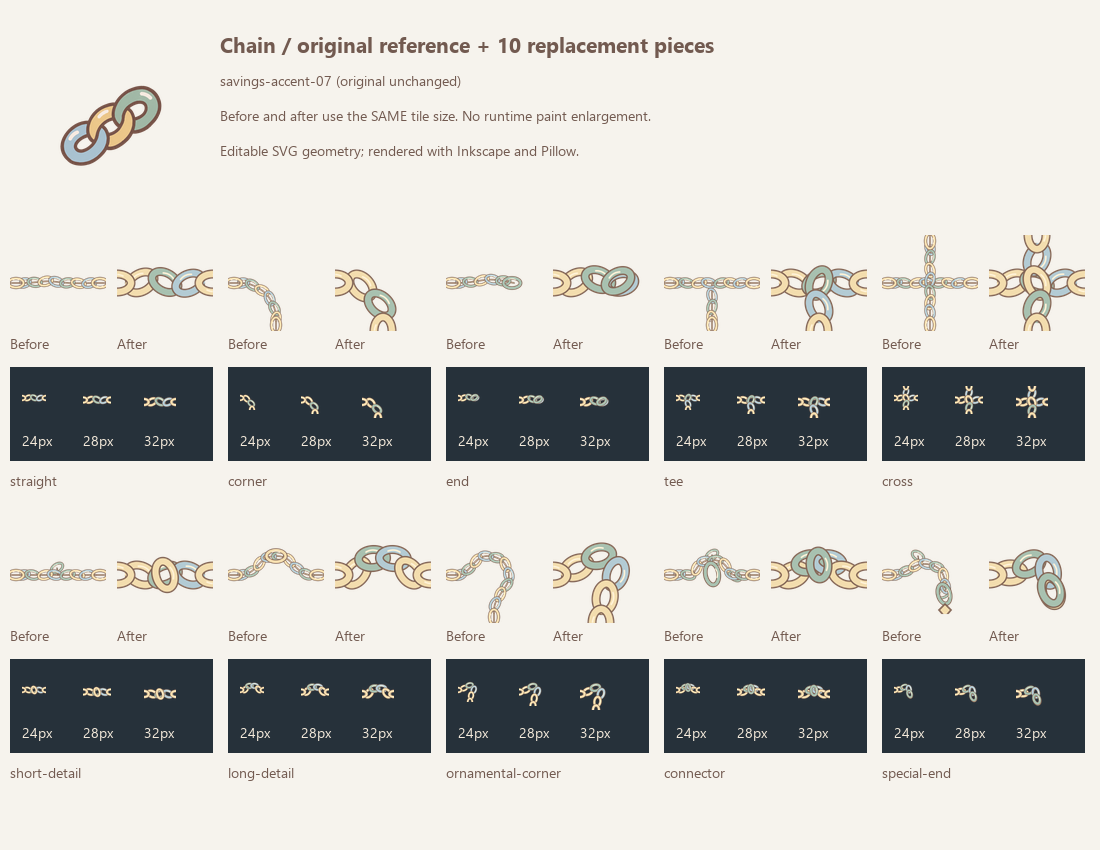 Chain / original reference + 10 replacement pieces
savings-accent-07 (original unchanged)
Before and after use the SAME tile size. No runtime paint enlargement.
Editable SVG geometry; rendered with Inkscape and Pillow.
Before After Before After Before After Before After Before After
24px 28px 32px 24px 28px 32px 24px 28px 32px 24px 28px 32px 24px 28px 32px
straight corner end tee cross
Before After Before After Before After Before After Before After
24px 28px 32px 24px 28px 32px 24px 28px 32px 24px 28px 32px 24px 28px 32px
short-detail long-detail ornamental-corner connector special-end